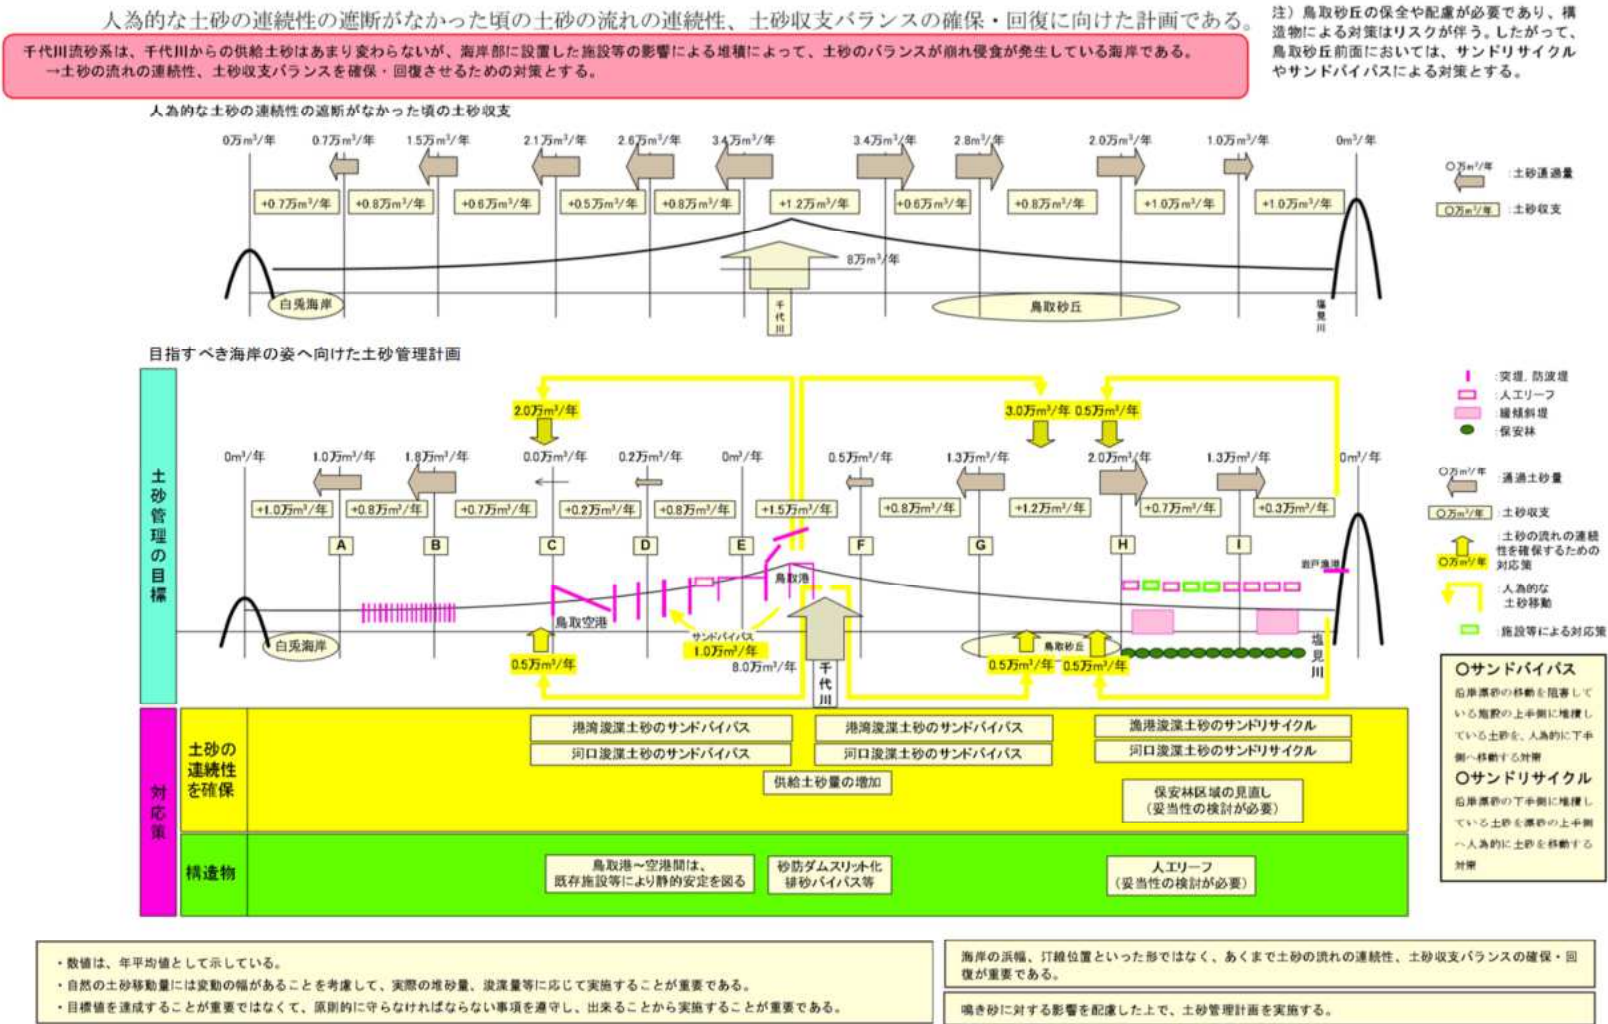 人為的な土砂の連続性の遮断がなかった頃の土砂の流れの連続性、土砂収支バランスの確保・回復に向けた計画である。
注）鳥取砂丘の保全や配慮が必要であり、構
造物による対策はリスクが伴う。したがって、
鳥取砂丘前面においては、サンドリサイクル
やサンドバイパスによる対策とする。
千代川流砂系は、千代川からの供給土砂はあまり変わらないが、海岸部に設置した施設等の影響による堆積によって、土砂のバランスが崩れ侵食が発生している海岸である。
→土砂の流れの連続性、土砂収支バランスを確保・回復させるための対策とする。
人為的な土砂の連続性の遮断がなかった頃の土砂収支
0万m³/年 0.7万m³/年 1.5万m³/年 2.1万m³/年 2.6万m³/年 3.4万m³/年 3.4万m³/年 2.8m³/年 2.0万m³/年 1.0万m³/年 0m³/年
+0.7万m³/年 +0.8万m³/年 +0.6万m³/年 +0.5万m³/年 +0.8万m³/年 +1.2万m³/年 +0.6万m³/年 +0.8万m³/年 +1.0万m³/年 +1.0万m³/年
○万m³/年 :土砂通過量
○万m³/年 :土砂収支
8万m³/年
白兎海岸
千代川
鳥取砂丘
塩見川
目指すべき海岸の姿へ向けた土砂管理計画
土砂管理の目標
2.0万m³/年 3.0万m³/年 0.5万m³/年
0m³/年 1.0万m³/年 1.8万m³/年 0.0万m³/年 0.2万m³/年 0m³/年 0.5万m³/年 1.3万m³/年 2.0万m³/年 1.3万m³/年 0m³/年
+1.0万m³/年 +0.8万m³/年 +0.7万m³/年 +0.2万m³/年 +0.8万m³/年 +1.5万m³/年 +0.8万m³/年 +1.2万m³/年 +0.7万m³/年 +0.3万m³/年
A B C D E F G H I
鳥取港
岩戸漁港
鳥取空港
白兎海岸
サンドバイパス
1.0万m³/年
0.5万m³/年
8.0万m³/年
千代川
鳥取砂丘
0.5万m³/年 0.5万m³/年
塩見川
:突堤，防波堤
:人工リーフ
:緩傾斜堤
:保安林
○万m³/年
:通過土砂量
○万m³/年 :土砂収支
:土砂の流れの連続
性を確保するための
対応策
○万m³/年
:人為的な
土砂移動
:施設等による対応策
○サンドバイパス
沿岸漂砂の移動を阻害して
いる施設の上手側に堆積し
ている土砂を、人為的に下手
側へ移動する対策
○サンドリサイクル
沿岸漂砂の下手側に堆積し
ている土砂を漂砂の上手側
へ人為的に土砂を移動する
対策
対応策
土砂の
連続性
を確保
港湾浚渫土砂のサンドバイパス
河口浚渫土砂のサンドバイパス
港湾浚渫土砂のサンドバイパス
河口浚渫土砂のサンドバイパス
漁港浚渫土砂のサンドリサイクル
河口浚渫土砂のサンドリサイクル
供給土砂量の増加
保安林区域の見直し
（妥当性の検討が必要）
構造物
鳥取港～空港間は、
既存施設等により静的安定を図る
砂防ダムスリット化
排砂バイパス等
人工リーフ
（妥当性の検討が必要）
・数値は、年平均値として示している。
・自然の土砂移動量には変動の幅があることを考慮して、実際の堆砂量、浚渫量等に応じて実施することが重要である。
・目標値を達成することが重要ではなくて、原則的に守らなければならない事項を遵守し、出来ることから実施することが重要である。
海岸の浜幅、汀線位置といった形ではなく、あくまで土砂の流れの連続性、土砂収支バランスの確保・回
復が重要である。
鳴き砂に対する影響を配慮した上で、土砂管理計画を実施する。